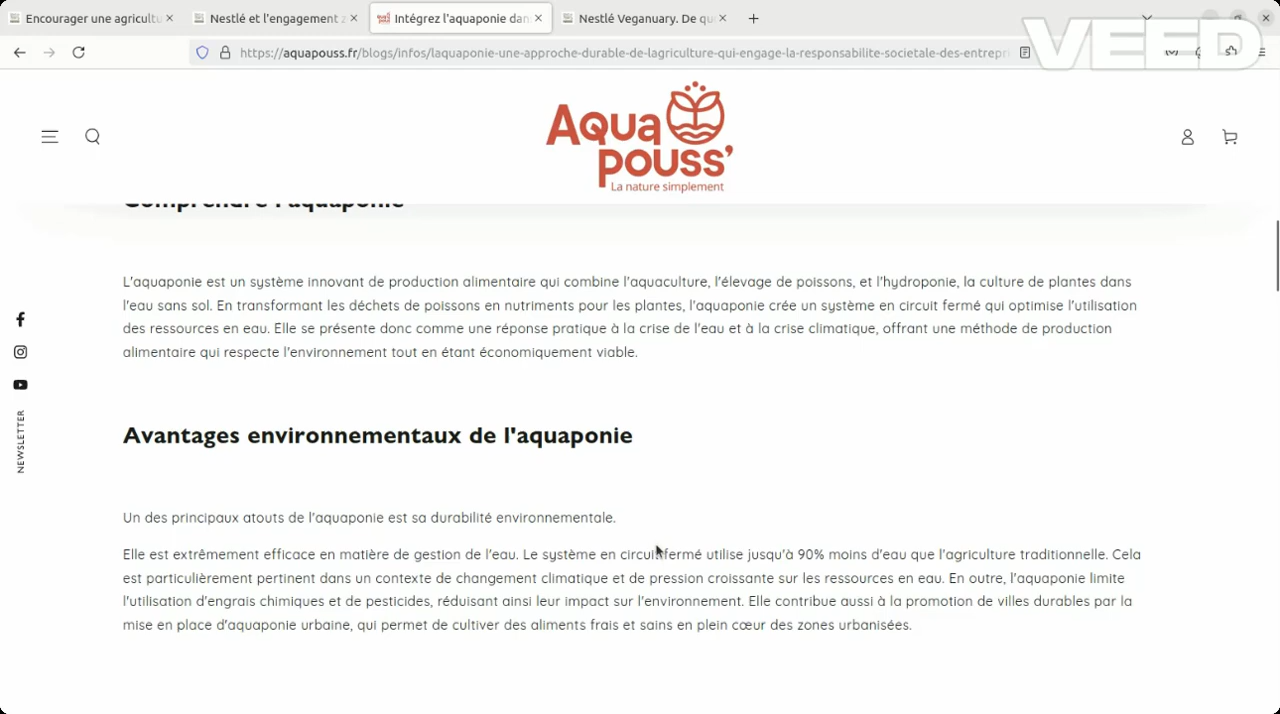 Encourager une agricultu
Nestlé et l'engagement z
Intégrez l'aquaponie dan
Nestlé Veganuary. De qu
https://aquapouss.fr/blogs/infos/laquaponie-une-approche-durable-de-lagriculture-qui-engage-la-responsabilite-societale-des-entrepr
VEED
Aqua
pouss'
La nature simplement
Comprendre l'aquaponie
L'aquaponie est un système innovant de production alimentaire qui combine l'aquaculture, l'élevage de poissons, et l'hydroponie, la culture de plantes dans
l'eau sans sol. En transformant les déchets de poissons en nutriments pour les plantes, l'aquaponie crée un système en circuit fermé qui optimise l'utilisation
des ressources en eau. Elle se présente donc comme une réponse pratique à la crise de l'eau et à la crise climatique, offrant une méthode de production
alimentaire qui respecte l'environnement tout en étant économiquement viable.
NEWSLETTER
Avantages environnementaux de l'aquaponie
Un des principaux atouts de l'aquaponie est sa durabilité environnementale.
Elle est extrêmement efficace en matière de gestion de l'eau. Le système en circuit fermé utilise jusqu'à 90% moins d'eau que l'agriculture traditionnelle. Cela
est particulièrement pertinent dans un contexte de changement climatique et de pression croissante sur les ressources en eau. En outre, l'aquaponie limite
l'utilisation d'engrais chimiques et de pesticides, réduisant ainsi leur impact sur l'environnement. Elle contribue aussi à la promotion de villes durables par la
mise en place d'aquaponie urbaine, qui permet de cultiver des aliments frais et sains en plein cœur des zones urbanisées.